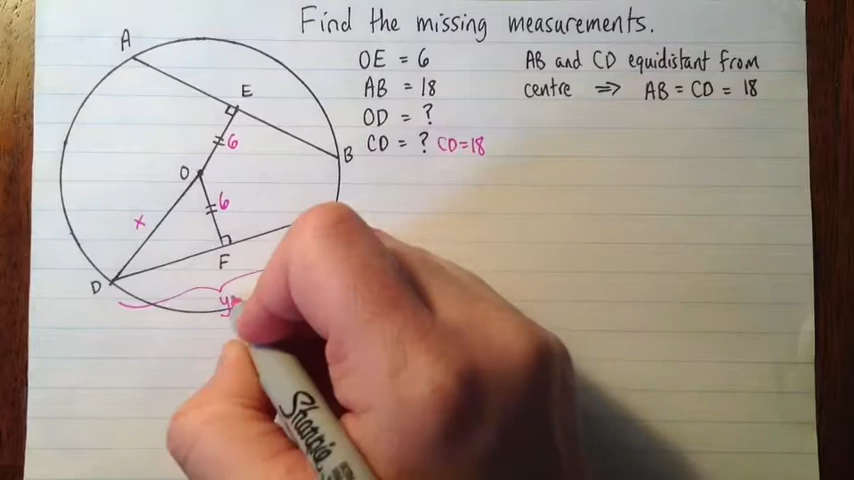 Find the missing measurements.
OE = 6
AB = 18
OD = ?
CD = ? CD=18
AB and CD equidistant from
centre ⇒ AB = CD = 18
A
E
6
B
O
6
x
F
D
y
Sharpie